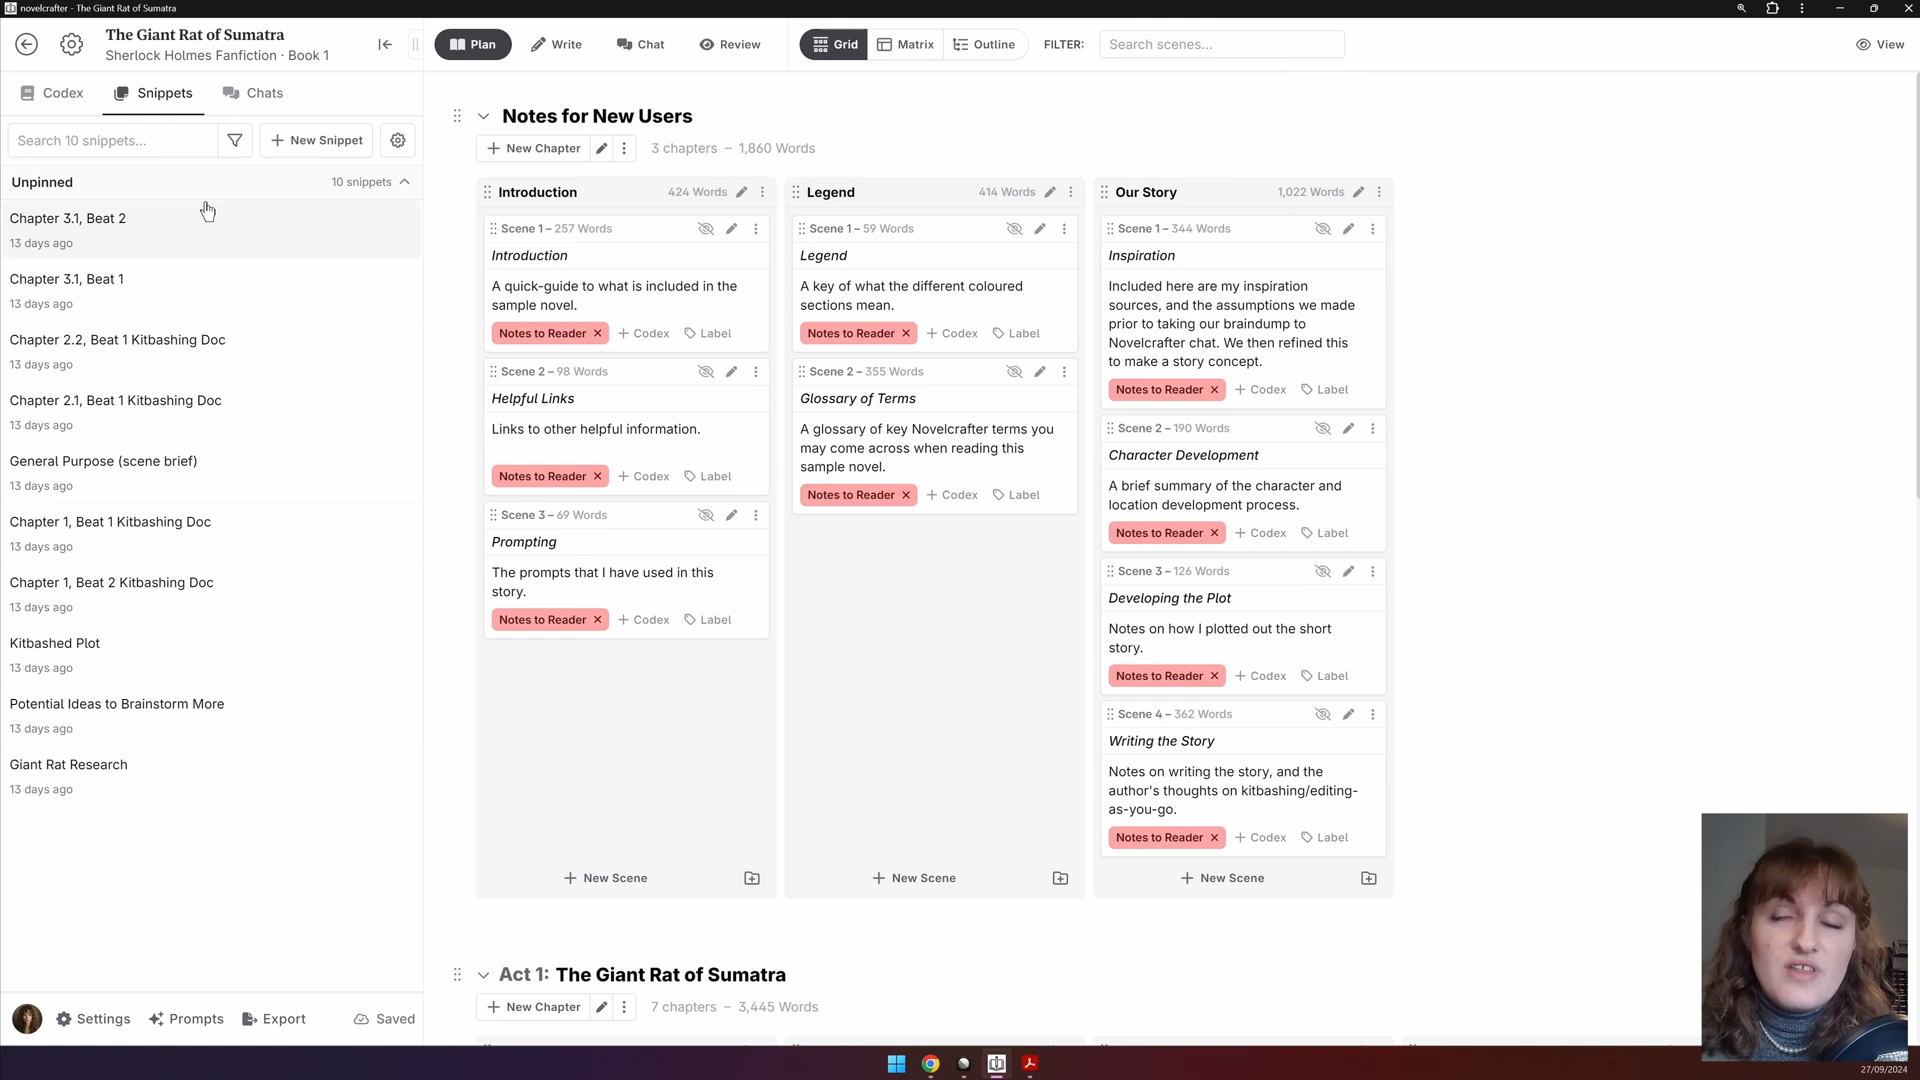 novelcrafter - The Giant Rat of Sumatra
The Giant Rat of Sumatra
Sherlock Holmes Fanfiction · Book 1
Plan
Write
Chat
Review
Grid
Matrix
Outline
FILTER:
Search scenes...
View
Codex
Snippets
Chats
Search 10 snippets...
New Snippet
Unpinned
10 snippets
Chapter 3.1, Beat 2
13 days ago
Chapter 3.1, Beat 1
13 days ago
Chapter 2.2, Beat 1 Kitbashing Doc
13 days ago
Chapter 2.1, Beat 1 Kitbashing Doc
13 days ago
General Purpose (scene brief)
13 days ago
Chapter 1, Beat 1 Kitbashing Doc
13 days ago
Chapter 1, Beat 2 Kitbashing Doc
13 days ago
Kitbashed Plot
13 days ago
Potential Ideas to Brainstorm More
13 days ago
Giant Rat Research
13 days ago
Settings
Prompts
Export
Saved
Notes for New Users
New Chapter
3 chapters – 1,860 Words
Introduction
424 Words
Scene 1 – 257 Words
Introduction
A quick-guide to what is included in the
sample novel.
Notes to Reader
Codex
Label
Scene 2 – 98 Words
Helpful Links
Links to other helpful information.
Notes to Reader
Codex
Label
Scene 3 – 69 Words
Prompting
The prompts that I have used in this
story.
Notes to Reader
Codex
Label
New Scene
Legend
414 Words
Scene 1 – 59 Words
Legend
A key of what the different coloured
sections mean.
Notes to Reader
Codex
Label
Scene 2 – 355 Words
Glossary of Terms
A glossary of key Novelcrafter terms you
may come across when reading this
sample novel.
Notes to Reader
Codex
Label
New Scene
Our Story
1,022 Words
Scene 1 – 344 Words
Inspiration
Included here are my inspiration
sources, and the assumptions we made
prior to taking our braindump to
Novelcrafter chat. We then refined this
to make a story concept.
Notes to Reader
Codex
Label
Scene 2 – 190 Words
Character Development
A brief summary of the character and
location development process.
Notes to Reader
Codex
Label
Scene 3 – 126 Words
Developing the Plot
Notes on how I plotted out the short
story.
Notes to Reader
Codex
Label
Scene 4 – 362 Words
Writing the Story
Notes on writing the story, and the
author's thoughts on kitbashing/editing-
as-you-go.
Notes to Reader
Codex
Label
New Scene
Act 1: The Giant Rat of Sumatra
New Chapter
7 chapters – 3,445 Words
27/09/2024